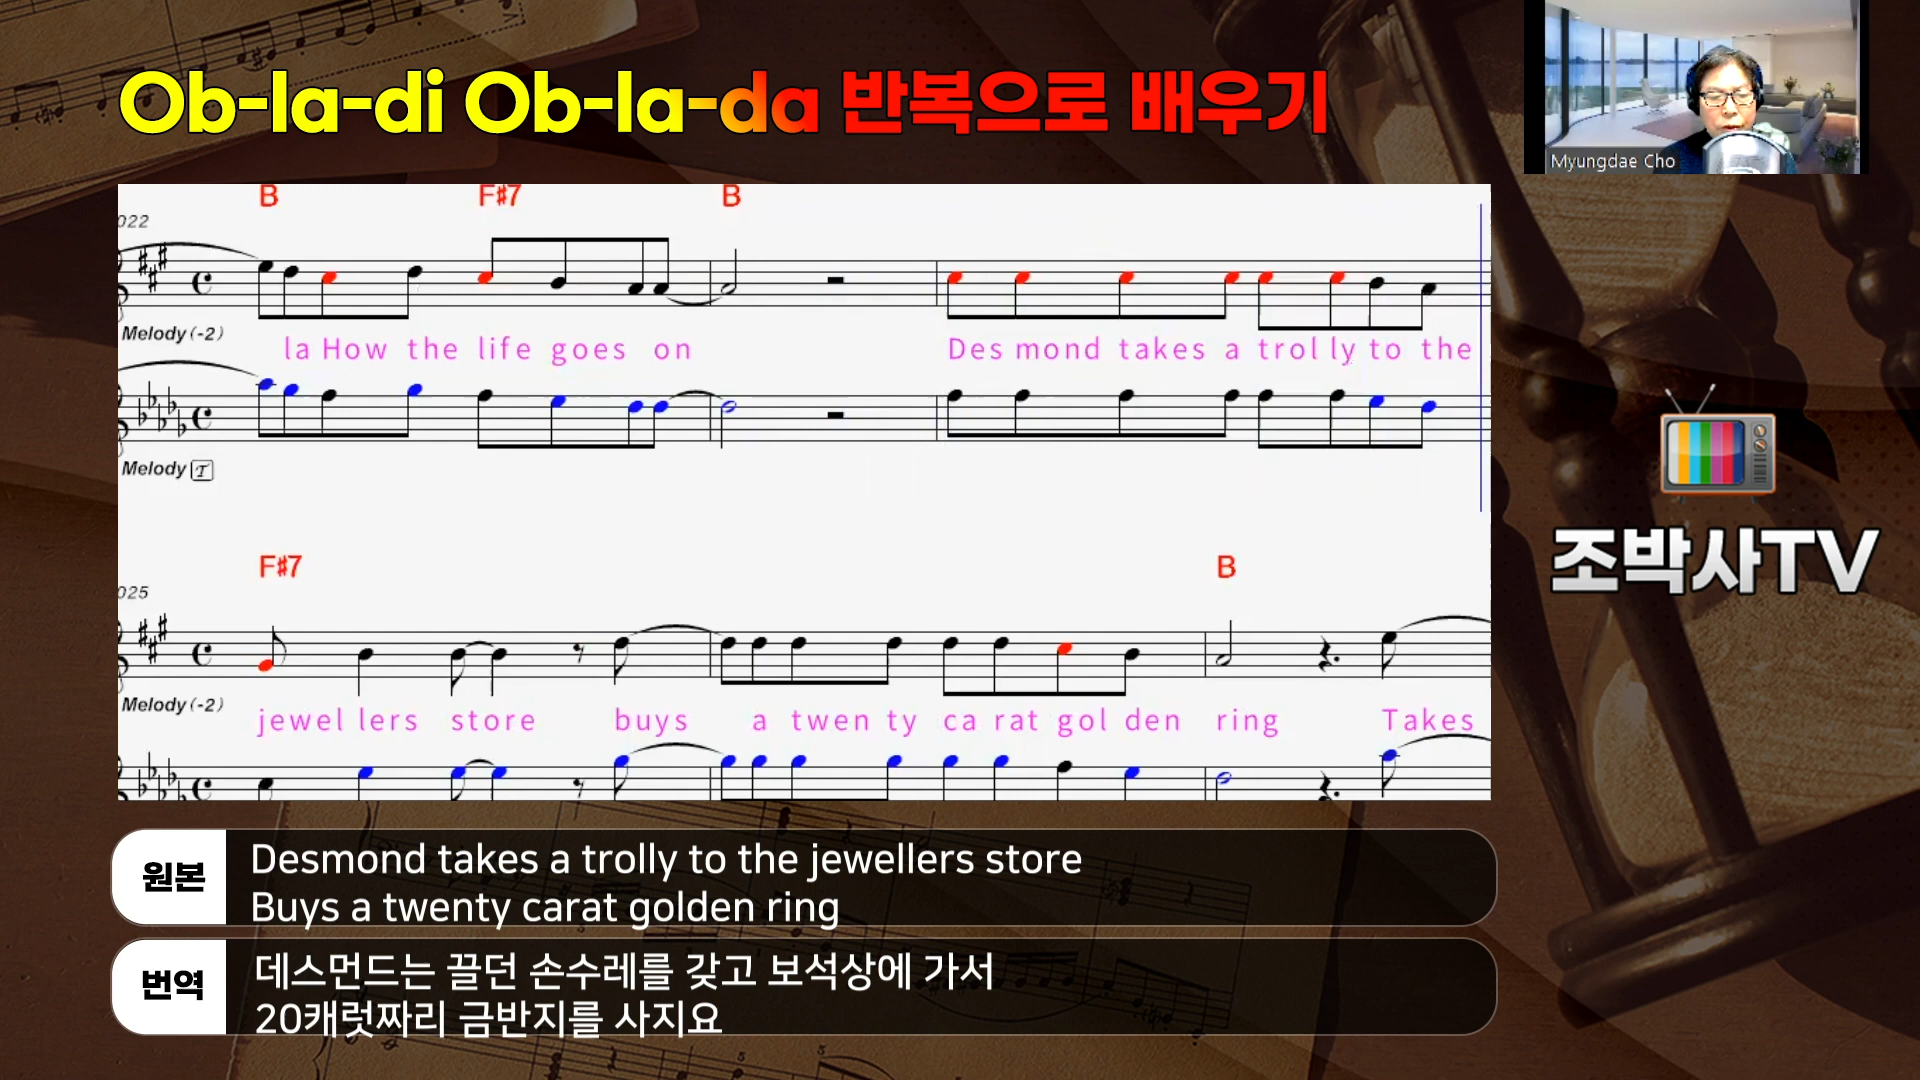 Ob-la-di Ob-la-da 반복으로 배우기
Myungdae Cho
B F#7 B
022
Melody (-2)
la How the life goes on Des mond takes a trol ly to the
Melody T
조박사TV
F#7 B
025
Melody (-2)
jewel lers store buys a twen ty ca rat gol den ring Takes
원본
Desmond takes a trolly to the jewellers store
Buys a twenty carat golden ring
번역
데스먼드는 끌던 손수레를 갖고 보석상에 가서
20캐럿짜리 금반지를 사지요